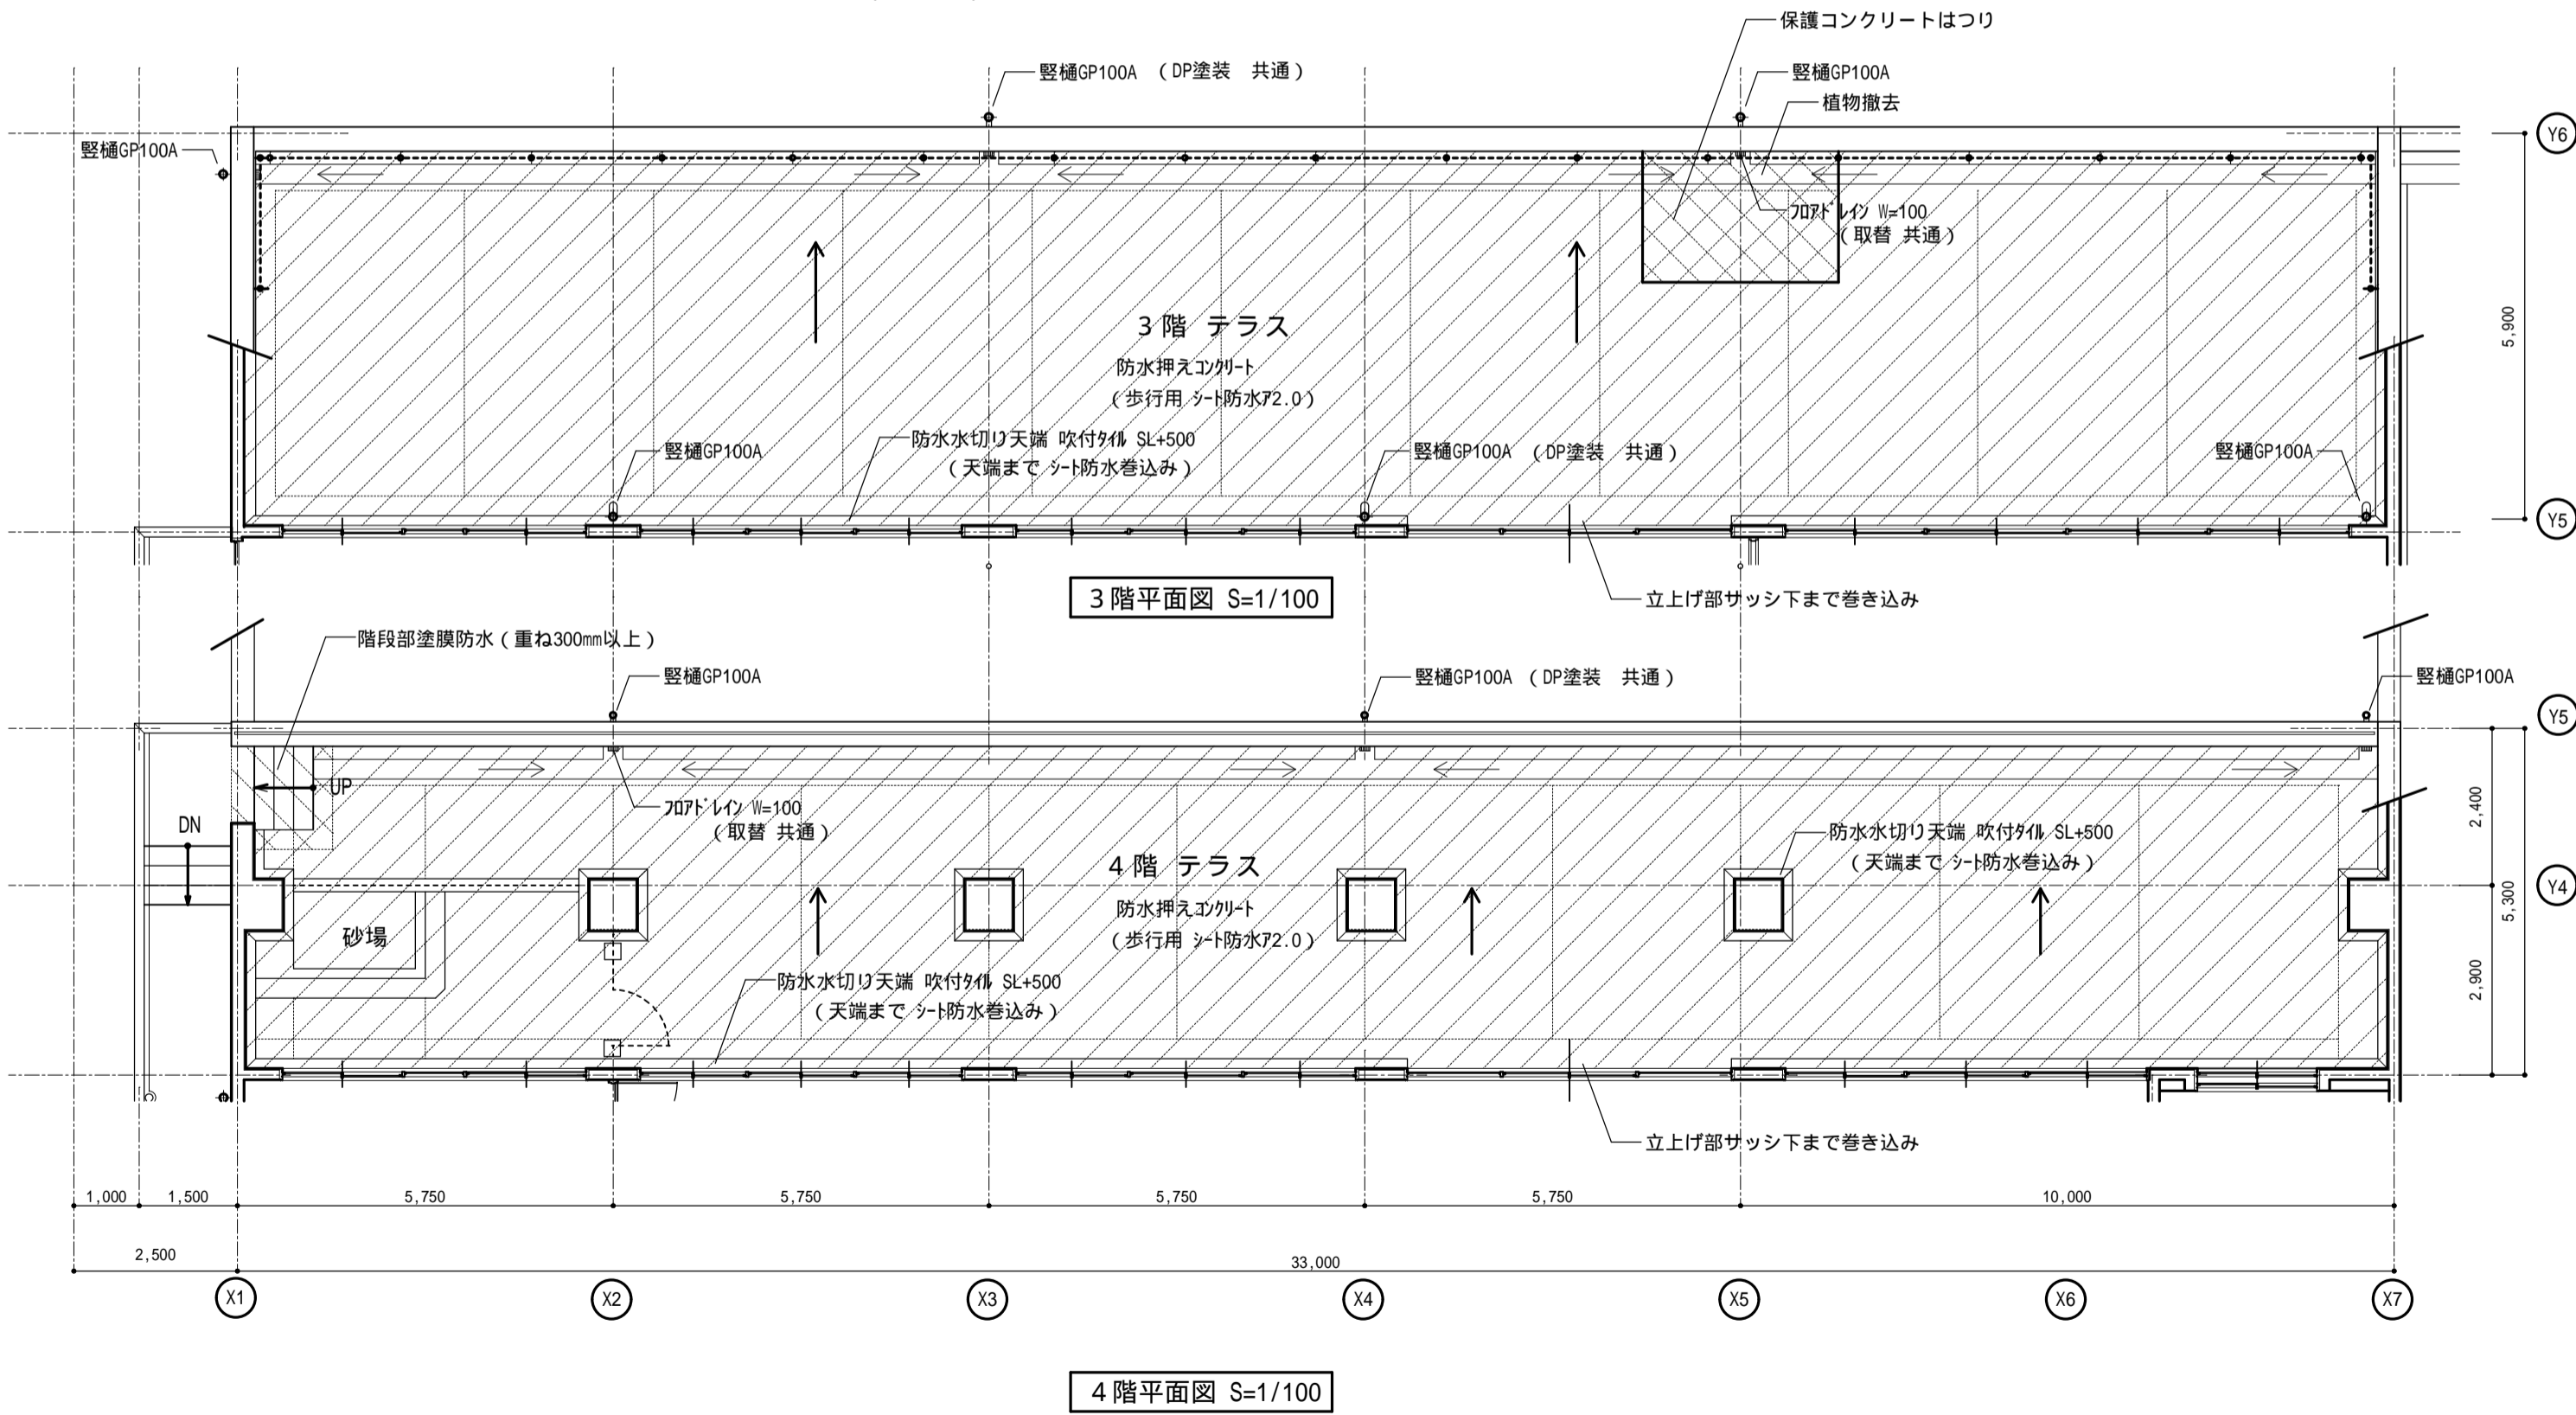 保護コンクリートはつり
竪樋GP100A （DP塗装　共通）
竪樋GP100A
植物撤去
Y6
竪樋GP100A
ﾌﾛｱﾄﾞﾚｲﾝ W=100
（取替 共通）
5,900
３階 テラス
防水押えｺﾝｸﾘｰﾄ
（歩行用 ｼｰﾄ防水ｱ2.0）
防水水切り天端 吹付ﾀｲﾙ SL+500
（天端まで ｼｰﾄ防水巻込み）
竪樋GP100A
竪樋GP100A （DP塗装　共通）
竪樋GP100A
Y5
３階平面図 S=1/100
立上げ部サッシ下まで巻き込み
階段部塗膜防水（重ね300㎜以上）
竪樋GP100A
竪樋GP100A （DP塗装　共通）
竪樋GP100A
Y5
UP
ﾌﾛｱﾄﾞﾚｲﾝ W=100
（取替 共通）
DN
2,400
防水水切り天端 吹付ﾀｲﾙ SL+500
（天端まで ｼｰﾄ防水巻込み）
４階 テラス
Y4
5,300
防水押えｺﾝｸﾘｰﾄ
（歩行用 ｼｰﾄ防水ｱ2.0）
砂場
2,900
防水水切り天端 吹付ﾀｲﾙ SL+500
（天端まで ｼｰﾄ防水巻込み）
立上げ部サッシ下まで巻き込み
1,000 1,500 5,750 5,750 5,750 5,750 10,000
2,500 33,000
X1 X2 X3 X4 X5 X6 X7
４階平面図 S=1/100